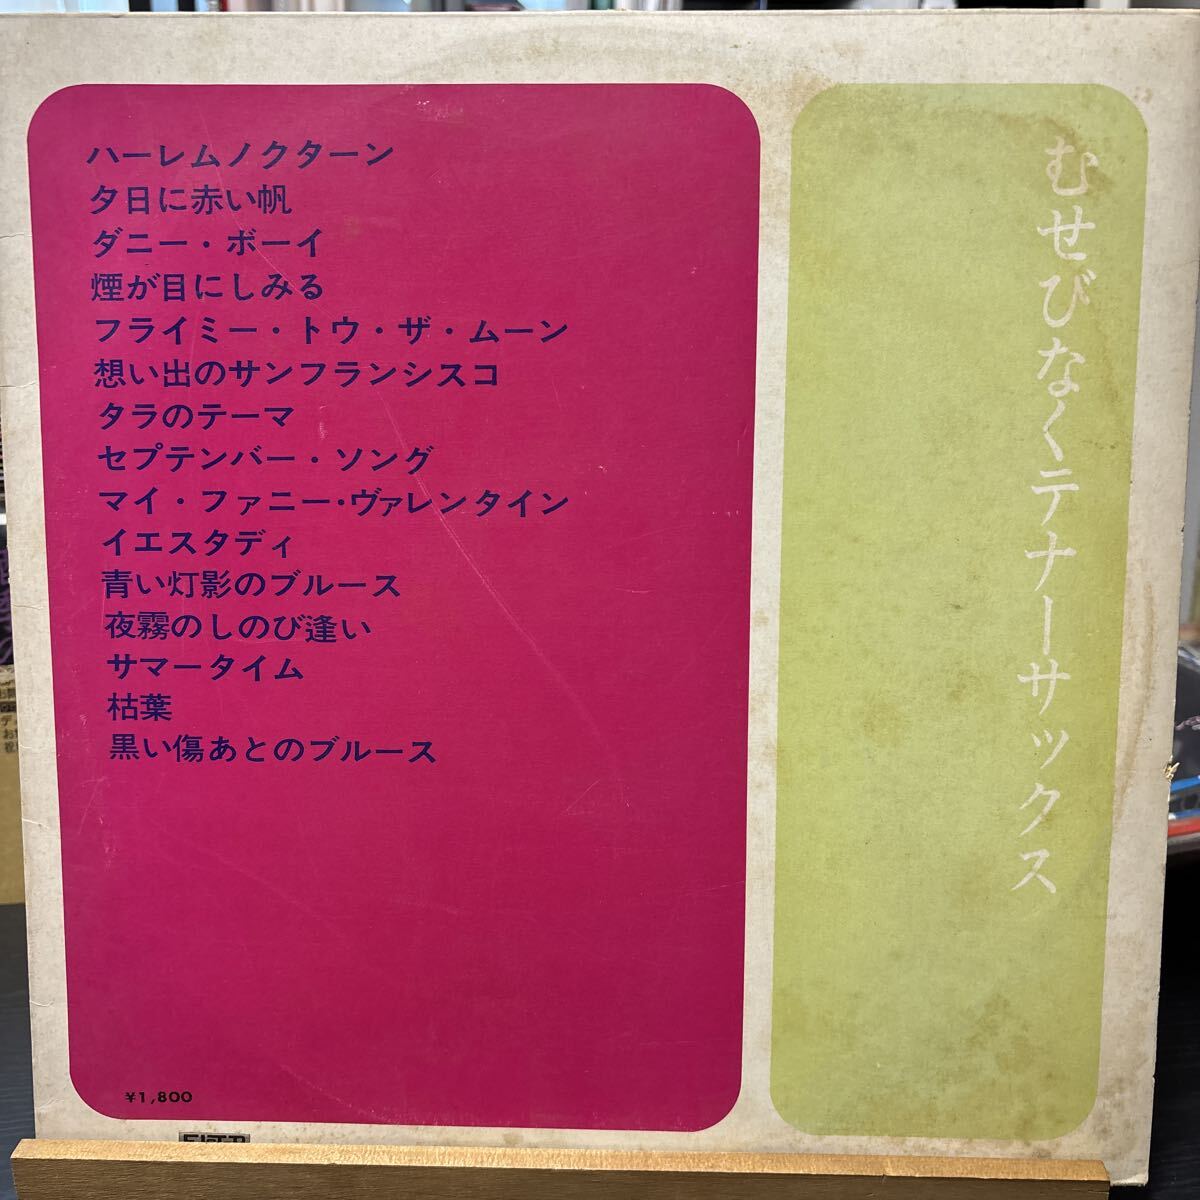 むせびなくテナーサックス
ハーレムノクターン
夕日に赤い帆
ダニー・ボーイ
煙が目にしみる
フライミー・トウ・ザ・ムーン
想い出のサンフランシスコ
タラのテーマ
セプテンバー・ソング
マイ・ファニー・ヴァレンタイン
イエスタディ
青い灯影のブルース
夜霧のしのび逢い
サマータイム
枯葉
黒い傷あとのブルース
¥1,800